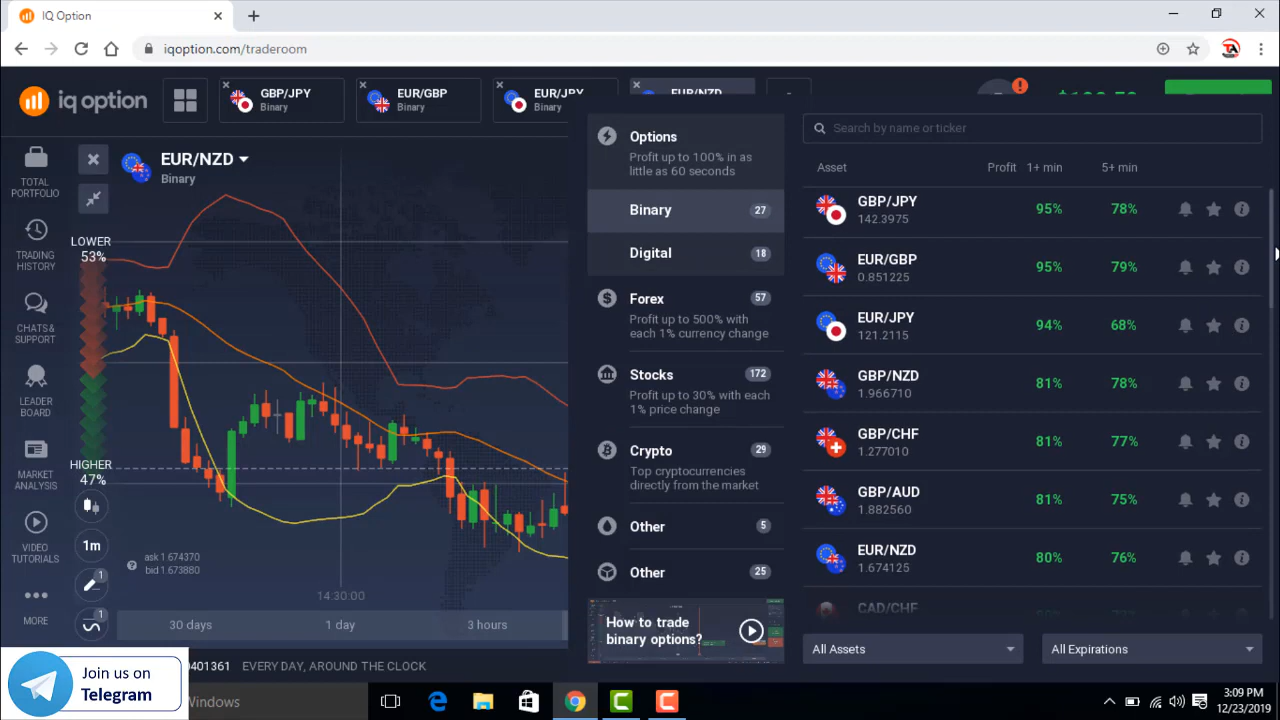 IQ Option
iqoption.com/traderoom
iq option
GBP/JPY
Binary
EUR/GBP
Binary
EUR/JPY
Binary
EUR/NZD
TOTAL
PORTFOLIO
TRADING
HISTORY
CHATS &
SUPPORT
LEADER
BOARD
MARKET
ANALYSIS
VIDEO
TUTORIALS
MORE
EUR/NZD
Binary
LOWER
53%
HIGHER
47%
1m
1
1
ask 1.674370
bid 1.673880
14:30:00
30 days
1 day
3 hours
Options
Profit up to 100% in as
little as 60 seconds
Binary 27
Digital 18
Forex 57
Profit up to 500% with
each 1% currency change
Stocks 172
Profit up to 30% with each
1% price change
Crypto 29
Top cryptocurrencies
directly from the market
Other 5
Other 25
How to trade
binary options?
Search by name or ticker
Asset Profit 1+ min 5+ min
GBP/JPY 95% 78%
142.3975
EUR/GBP 95% 79%
0.851225
EUR/JPY 94% 68%
121.2115
GBP/NZD 81% 78%
1.966710
GBP/CHF 81% 77%
1.277010
GBP/AUD 81% 75%
1.882560
EUR/NZD 80% 76%
1.674125
CAD/CHF
All Assets
All Expirations
0401361 EVERY DAY, AROUND THE CLOCK
Join us on
Telegram
Windows
3:09 PM
12/23/2019